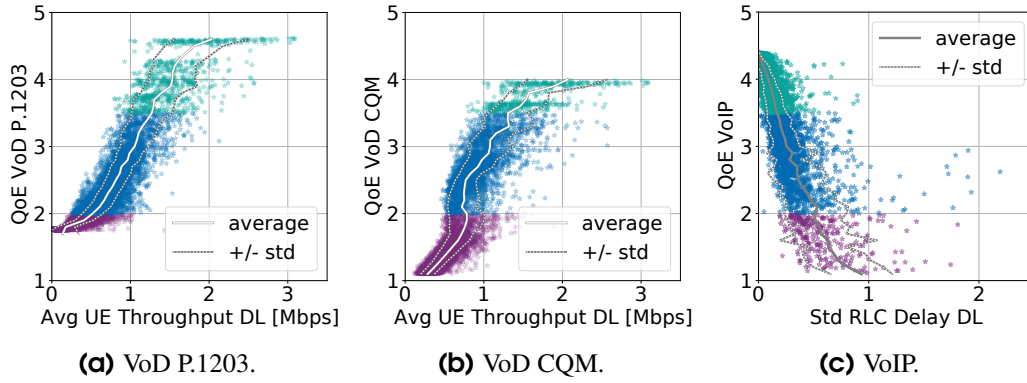 5
4
3
2
1
QoE VoD P.1203
average
+/- std
0 1 2 3
Avg UE Throughput DL [Mbps]
(a) VoD P.1203.
5
4
3
2
1
QoE VoD CQM
average
+/- std
0 1 2 3
Avg UE Throughput DL [Mbps]
(b) VoD CQM.
5
4
3
2
1
QoE VoIP
average
+/- std
0 1 2
Std RLC Delay DL
(c) VoIP.